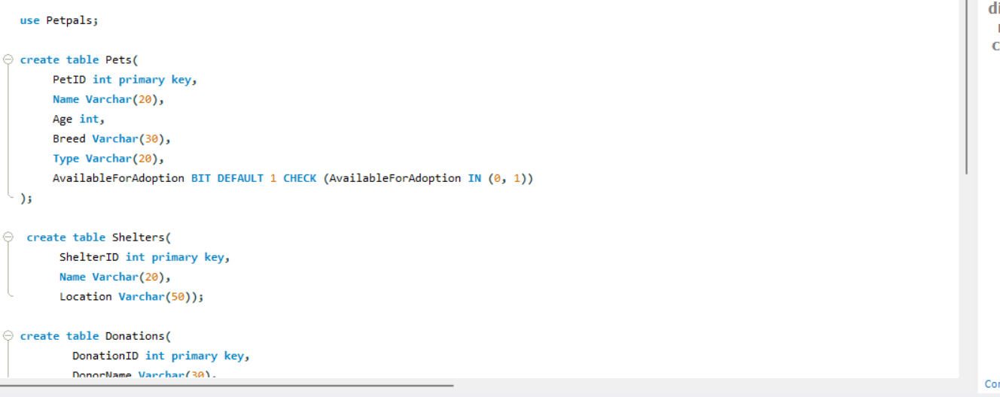 use Petpals;
create table Pets(
PetID int primary key,
Name Varchar(20),
Age int,
Breed Varchar(30),
Type Varchar(20),
AvailableForAdoption BIT DEFAULT 1 CHECK (AvailableForAdoption IN (0, 1))
);
create table Shelters(
ShelterID int primary key,
Name Varchar(20),
Location Varchar(50));
create table Donations(
DonationID int primary key,
DonorName Varchar(30),